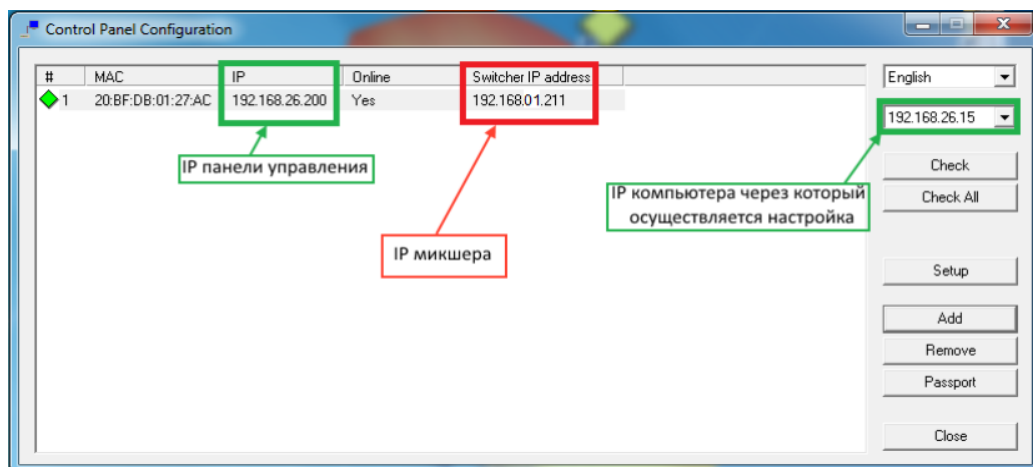 Control Panel Configuration
# MAC IP Online Switcher IP address
1 20:BF:DB:01:27:AC 192.168.26.200 Yes 192.168.01.211
English
192.168.26.15
IP панели управления
IP компьютера через который
осуществляется настройка
IP микшера
Check
Check All
Setup
Add
Remove
Passport
Close